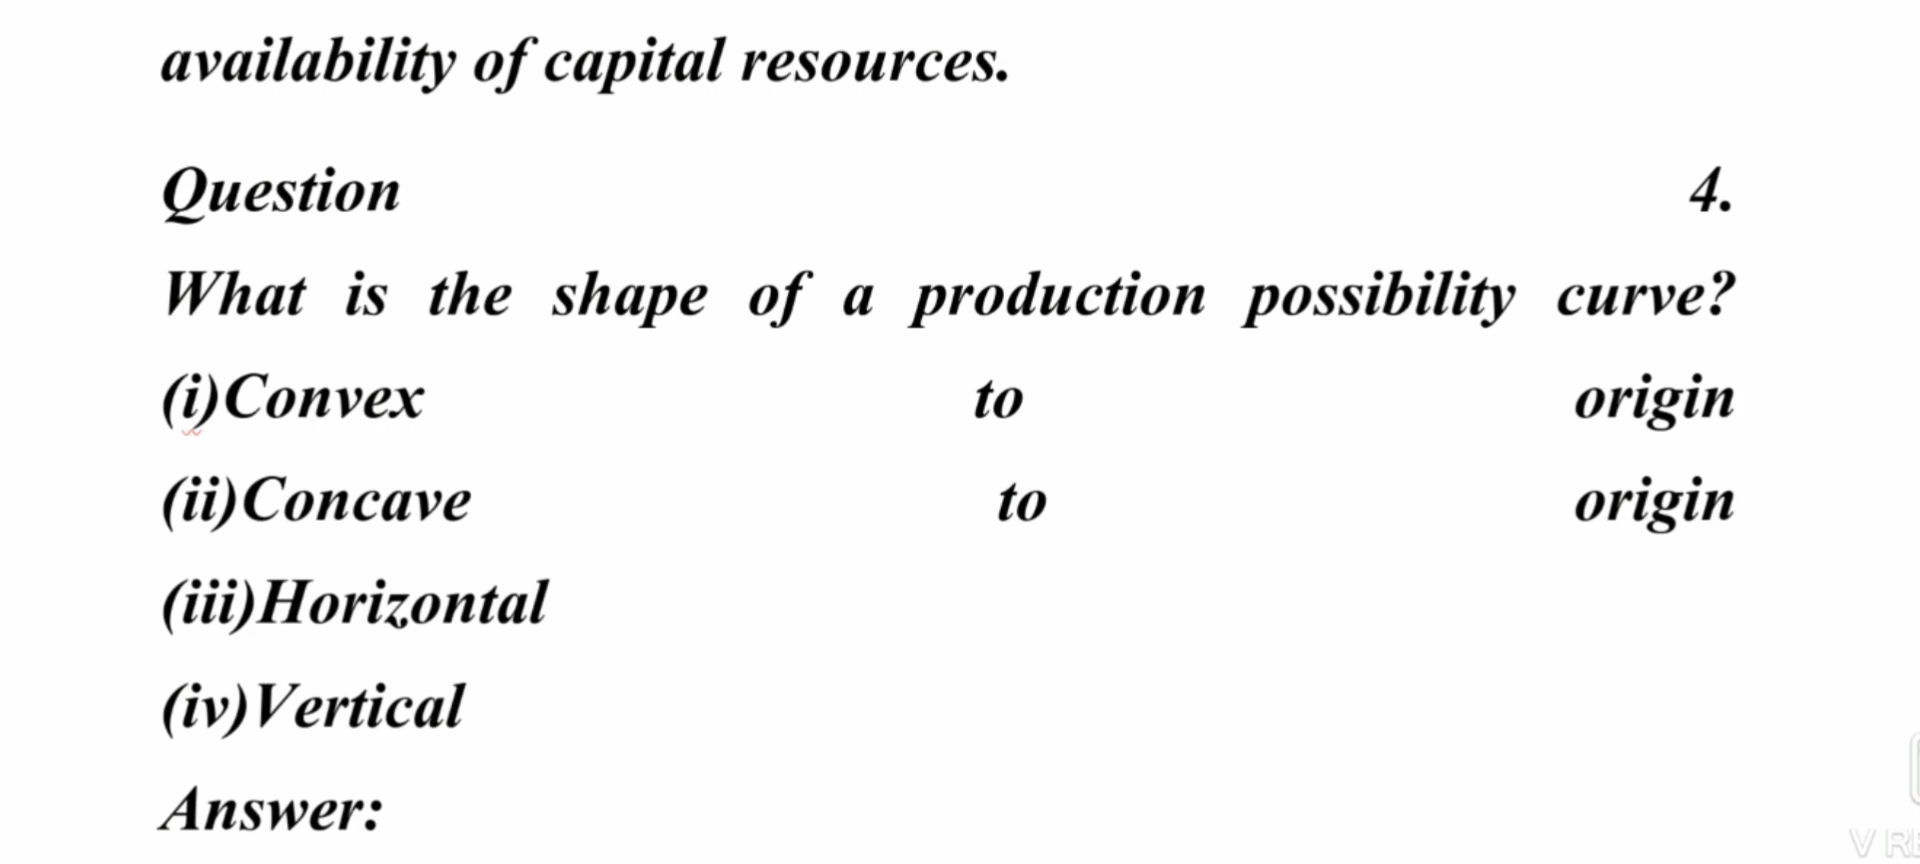 availability of capital resources.
Question 4.
What is the shape of a production possibility curve?
(i)Convex to origin
(ii)Concave to origin
(iii)Horizontal
(iv)Vertical
Answer: